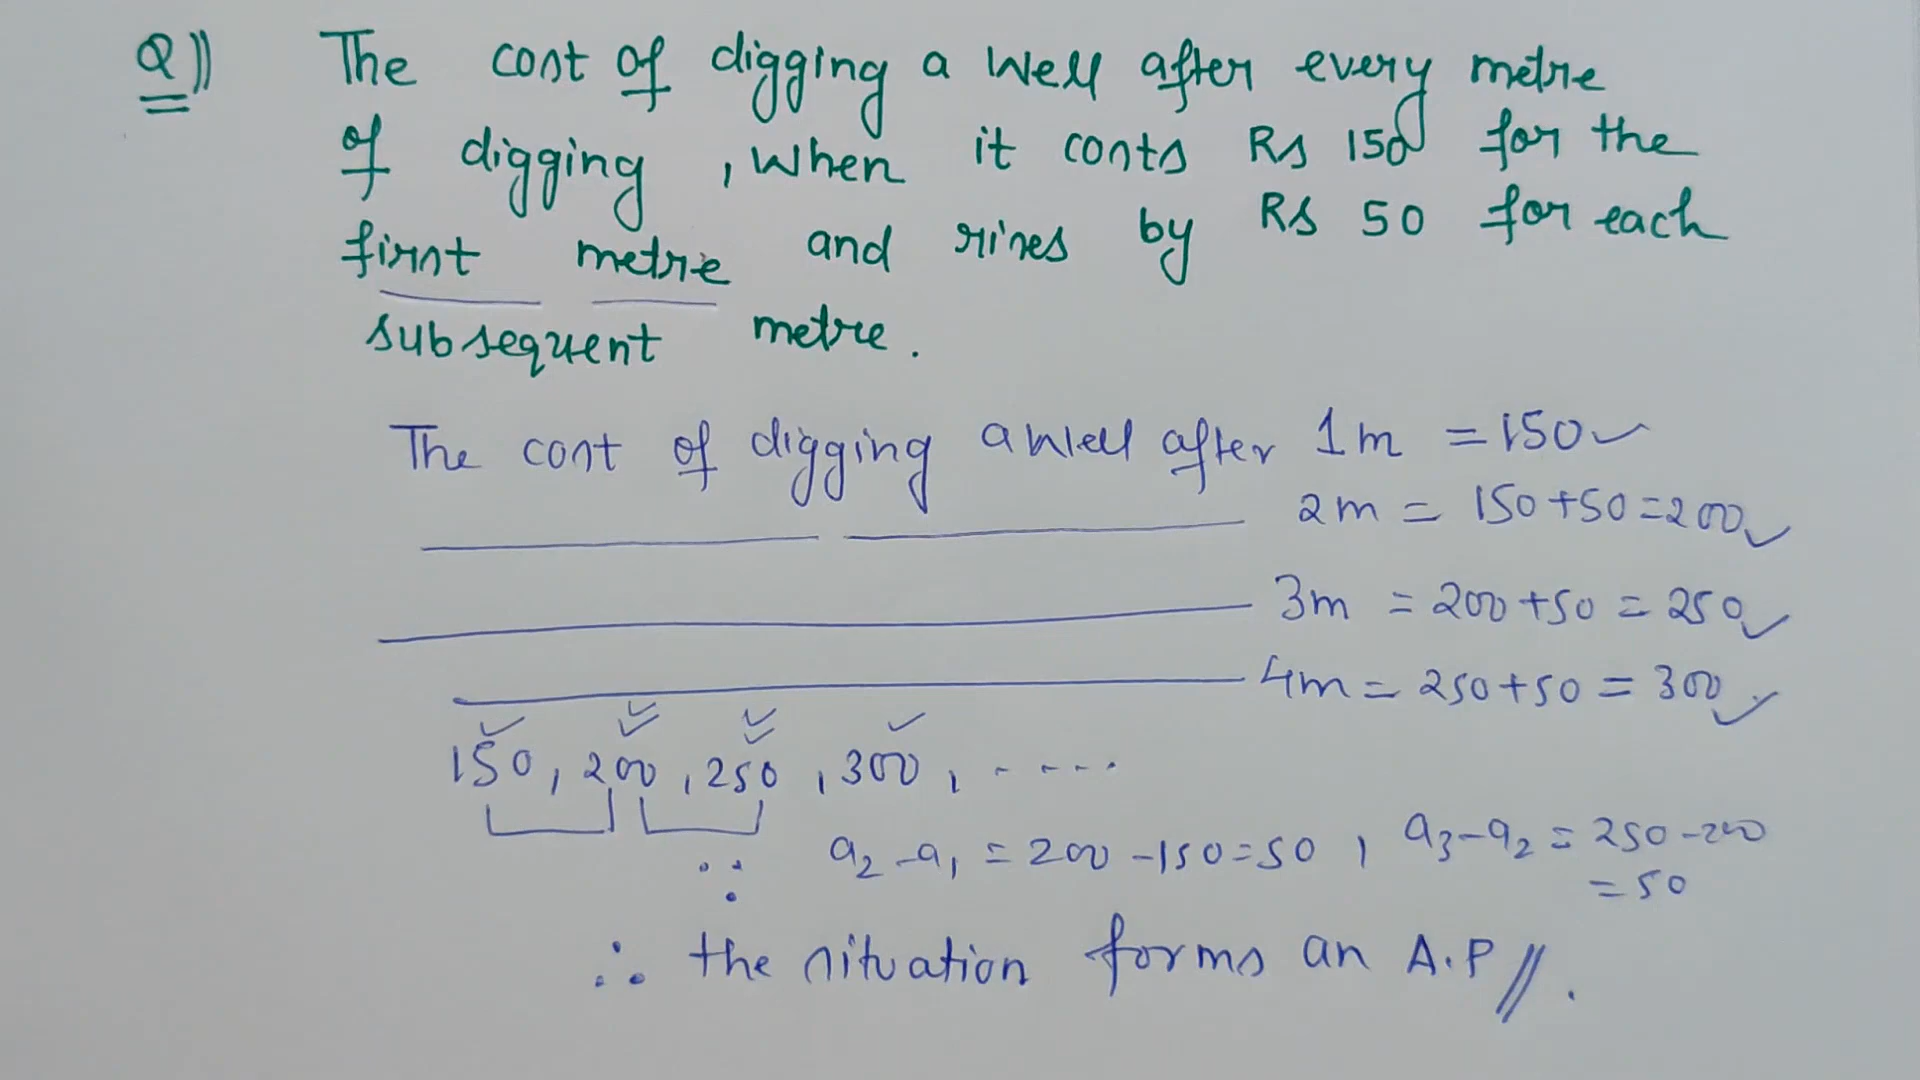 Q)) The cost of digging a well after every metre
of digging, when it costs Rs 150 for the
first metre and rises by Rs 50 for each
subsequent metre.
The cost of digging a well after 1m = 150 ✓
2m = 150+50=200 ✓
3m = 200+50 = 250 ✓
4m = 250+50 = 300 ✓
150, 200, 250, 300, -----
∵ a₂-a₁ = 200-150=50, a₃-a₂ = 250-200
= 50
∴ the situation forms an A.P //.